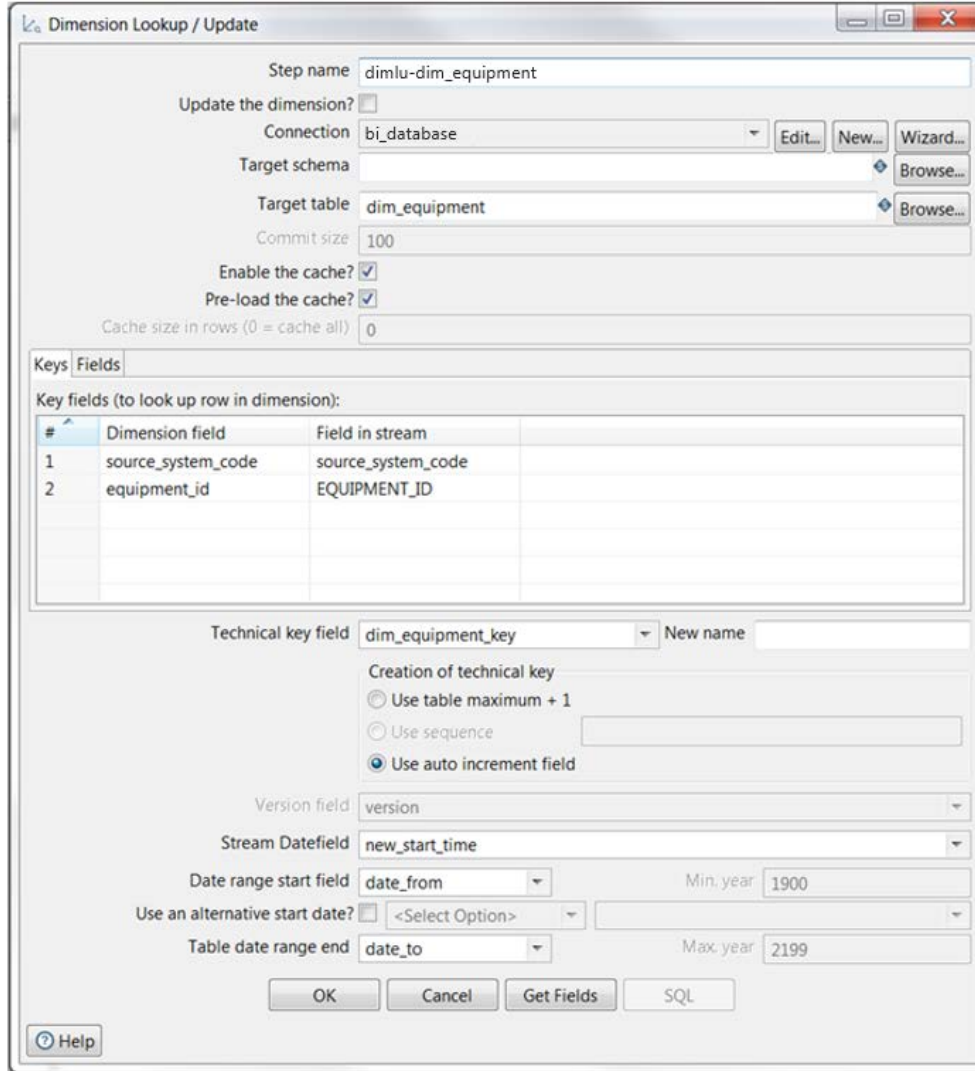 Dimension Lookup / Update
Step name dimlu-dim_equipment
Update the dimension?
Connection bi_database Edit... New... Wizard...
Target schema Browse...
Target table dim_equipment Browse...
Commit size 100
Enable the cache?
Pre-load the cache?
Cache size in rows (0 = cache all) 0
Keys Fields
Key fields (to look up row in dimension):
# Dimension field Field in stream
1 source_system_code source_system_code
2 equipment_id EQUIPMENT_ID
Technical key field dim_equipment_key New name
Creation of technical key
Use table maximum + 1
Use sequence
Use auto increment field
Version field version
Stream Datefield new_start_time
Date range start field date_from Min. year 1900
Use an alternative start date? <Select Option>
Table date range end date_to Max. year 2199
OK Cancel Get Fields SQL
Help